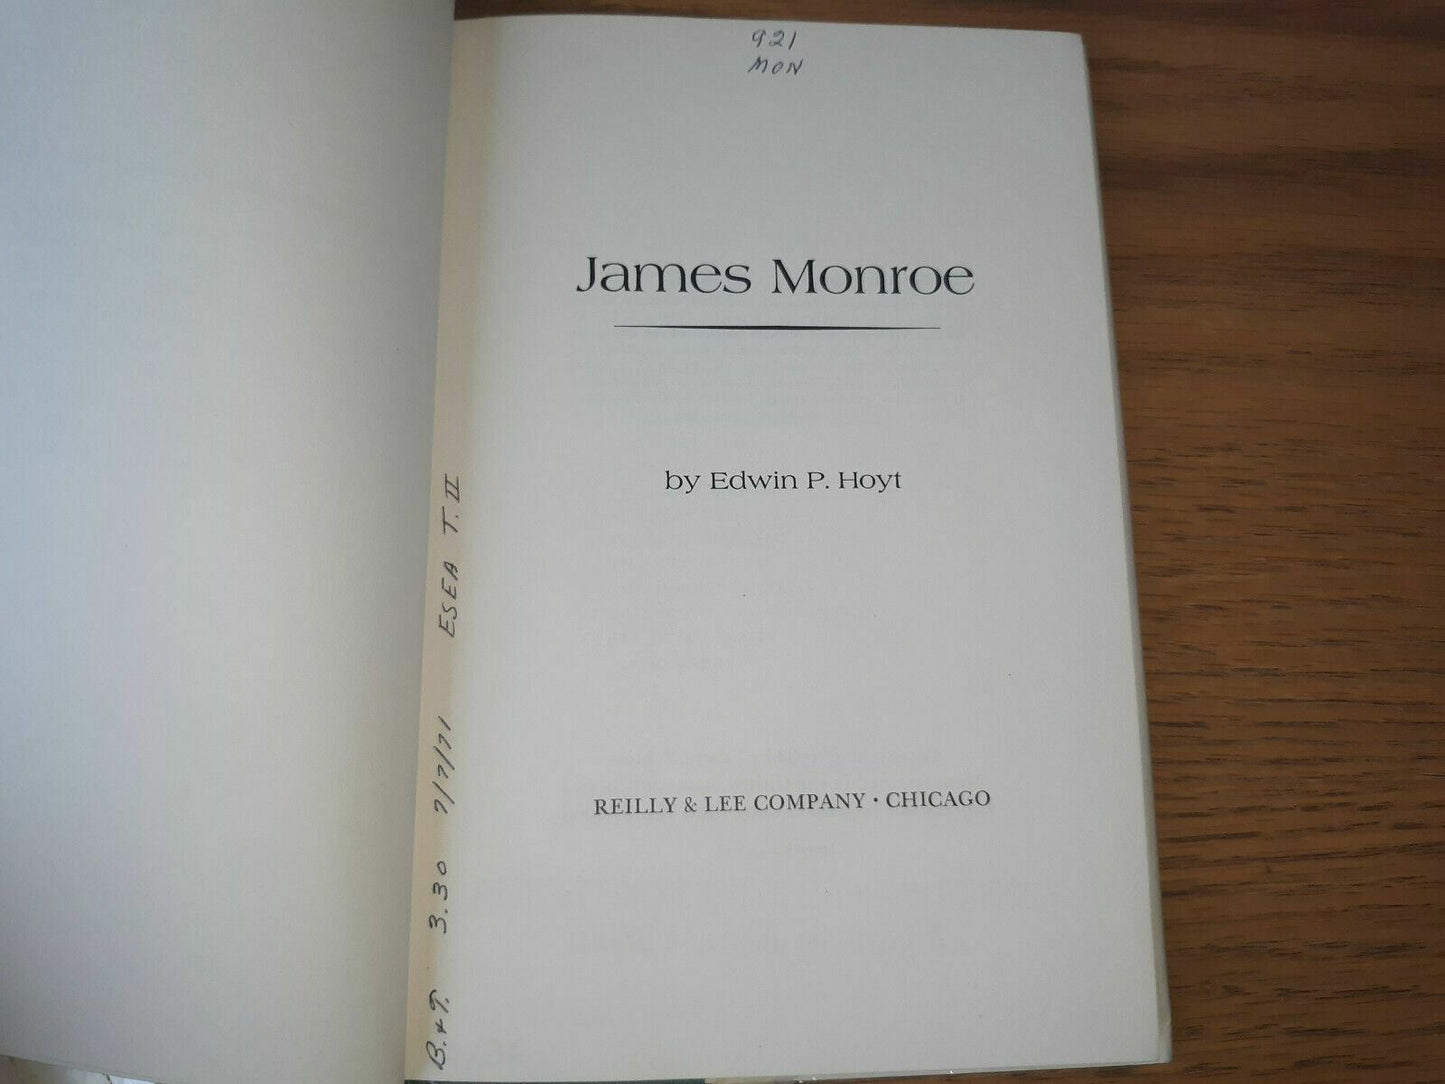 921
MON
James Monroe
by Edwin P. Hoyt
REILLY & LEE COMPANY · CHICAGO
B. & T. 3.30 7/7/71 ESEA T. II